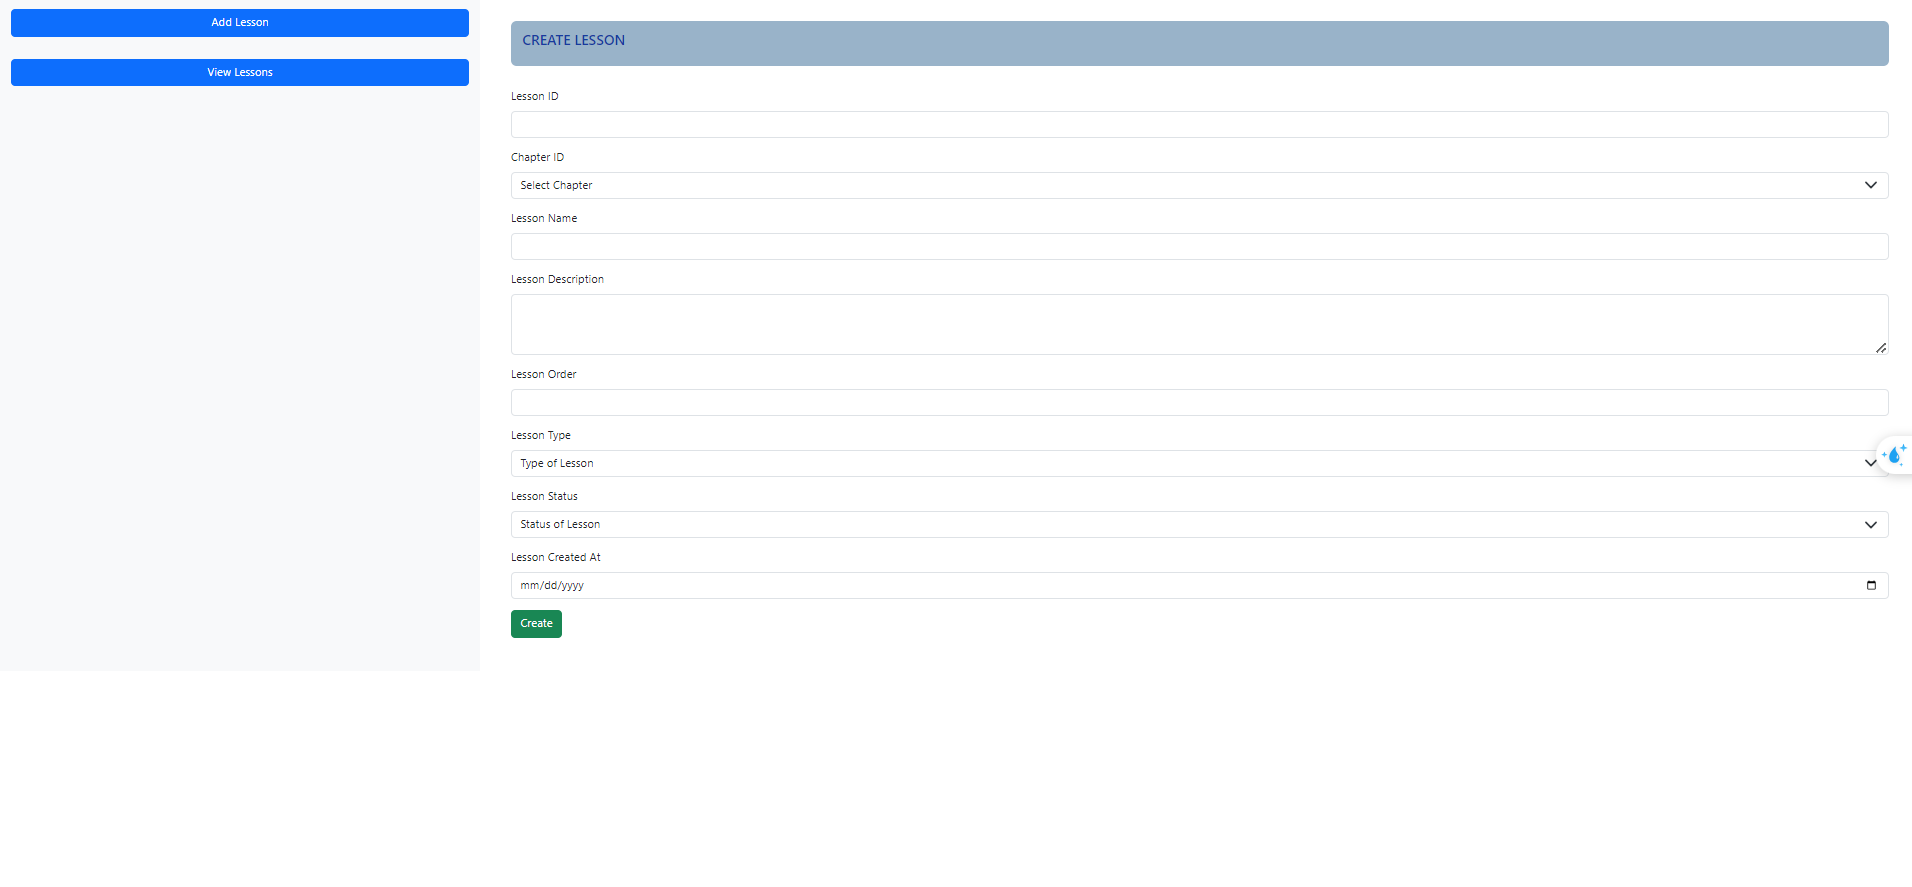 Add Lesson
View Lessons
CREATE LESSON
Lesson ID
Chapter ID
Select Chapter
Lesson Name
Lesson Description
Lesson Order
Lesson Type
Type of Lesson
Lesson Status
Status of Lesson
Lesson Created At
mm/dd/yyyy
Create